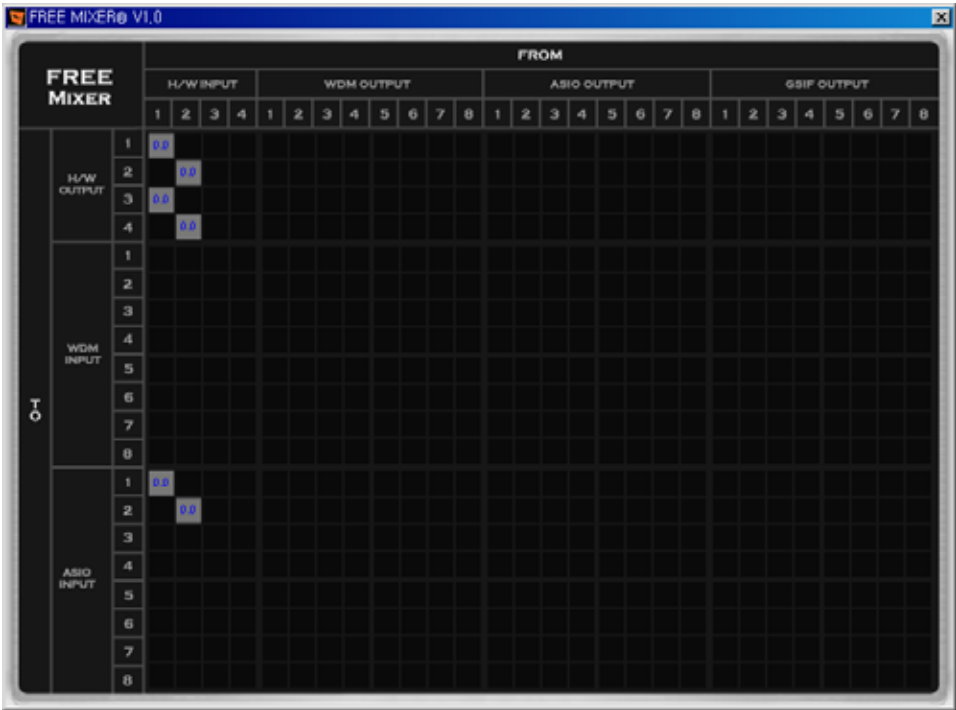 FREE MIXER® V1.0
FREE MIXER
FROM
H/W INPUT WDM OUTPUT ASIO OUTPUT GSIF OUTPUT
1 2 3 4 1 2 3 4 5 6 7 8 1 2 3 4 5 6 7 8 1 2 3 4 5 6 7 8
TO
H/W OUTPUT
1 0.0
2 0.0
3 0.0
4 0.0
WDM INPUT
1
2
3
4
5
6
7
8
ASIO INPUT
1 0.0
2 0.0
3
4
5
6
7
8